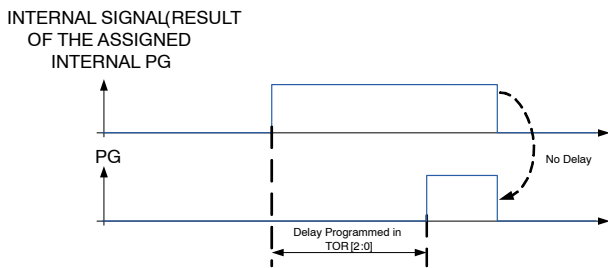 INTERNAL SIGNAL(RESULT
OF THE ASSIGNED
INTERNAL PG
PG
No Delay
Delay Programmed in
TOR[2:0]